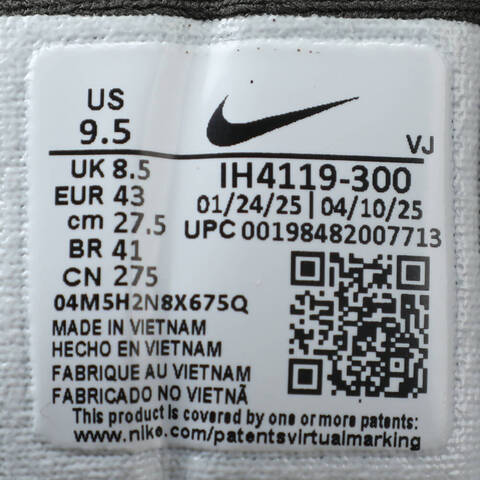 US
9.5
VJ
UK 8.5
EUR 43
cm 27.5
BR 41
CN 275
IH4119-300
01/24/25 | 04/10/25
UPC 00198482007713
04M5H2N8X675Q
MADE IN VIETNAM
HECHO EN VIETNAM
FABRIQUE AU VIETNAM
FABRICADO NO VIETNÃ
This product is covered by one or more patents:
www.nike.com/patentsvirtualmarking